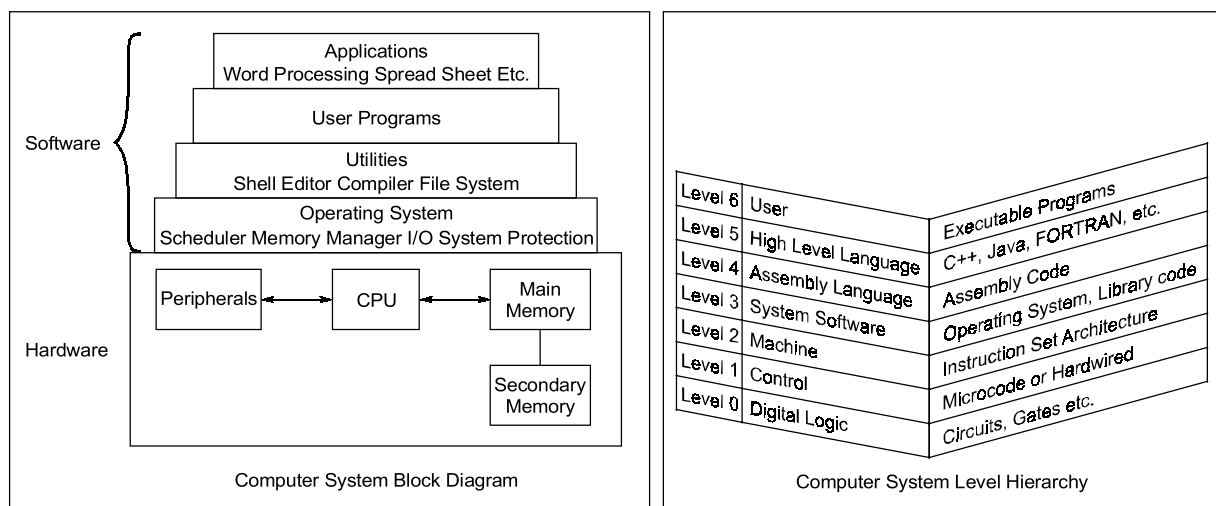 Applications
Word Processing Spread Sheet Etc.
User Programs
Software
Utilities
Shell Editor Compiler File System
Operating System
Scheduler Memory Manager I/O System Protection
Peripherals
CPU
Main
Memory
Hardware
Secondary
Memory
Computer System Block Diagram
Level 6 User Executable Programs
Level 5 High Level Language C++, Java, FORTRAN, etc.
Level 4 Assembly Language Assembly Code
Level 3 System Software Operating System, Library code
Level 2 Machine Instruction Set Architecture
Level 1 Control Microcode or Hardwired
Level 0 Digital Logic Circuits, Gates etc.
Computer System Level Hierarchy